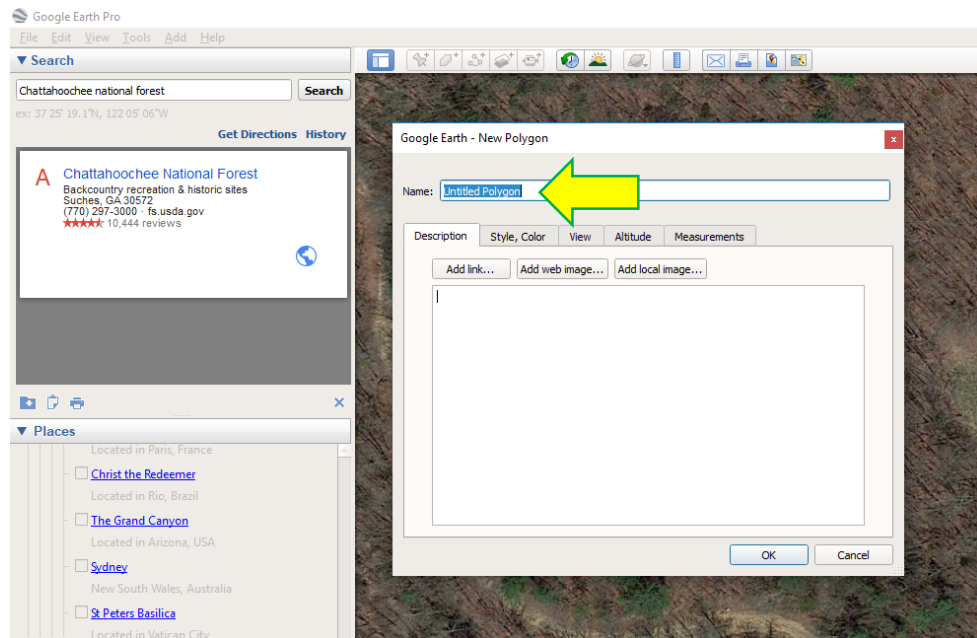 Google Earth Pro
File Edit View Tools Add Help
▼ Search
Chattahoochee national forest Search
ex: 37 25' 19.1"N, 122 05' 06"W
Get Directions History
A Chattahoochee National Forest
Backcountry recreation & historic sites
Suches, GA 30572
(770) 297-3000 · fs.usda.gov
★★★★★ 10,444 reviews
▼ Places
Located in Paris, France
Christ the Redeemer
Located in Rio, Brazil
The Grand Canyon
Located in Arizona, USA
Sydney
New South Wales, Australia
St Peters Basilica
Located in Vatican City
Google Earth - New Polygon
x
Name: Untitled Polygon
Description Style, Color View Altitude Measurements
Add link... Add web image... Add local image...
OK Cancel